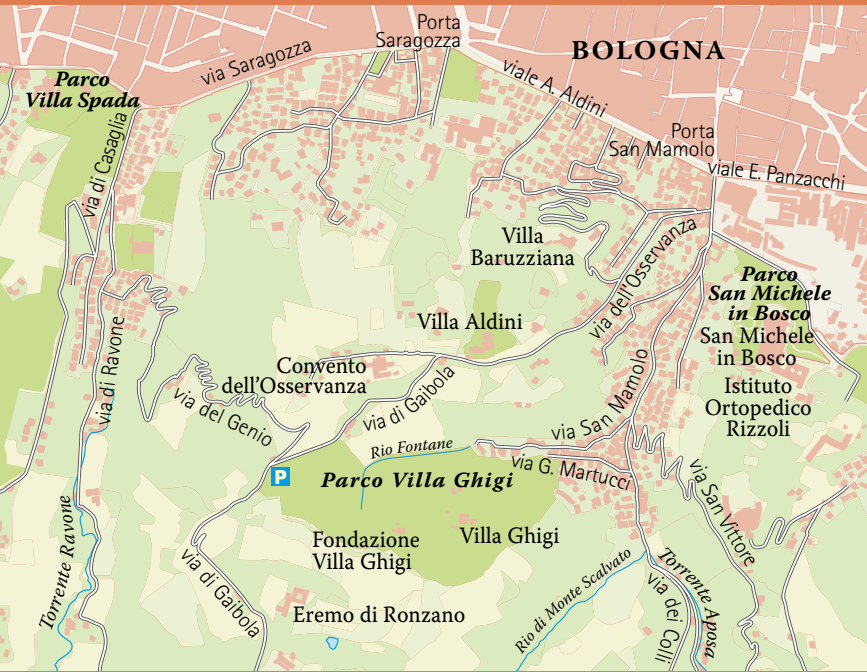 Porta
Saragozza
BOLOGNA
via Saragozza
viale A. Aldini
Parco
Villa Spada
via di Casaglia
Porta
San Mamolo
viale E. Panzacchi
Villa
Baruzziana
via dell'Osservanza
Parco
San Michele
in Bosco
San Michele
in Bosco
Villa Aldini
Istituto
Ortopedico
Rizzoli
Convento
dell'Osservanza
via di Ravone
via del Genio
via di Gaibola
via San Mamolo
Rio Fontane
via G. Martucci
P
Parco Villa Ghigi
via San Vittore
Fondazione
Villa Ghigi
Villa Ghigi
Torrente Ravone
via di Gaibola
Eremo di Ronzano
Rio di Monte Scalvato
Torrente Aposa
via dei Colli